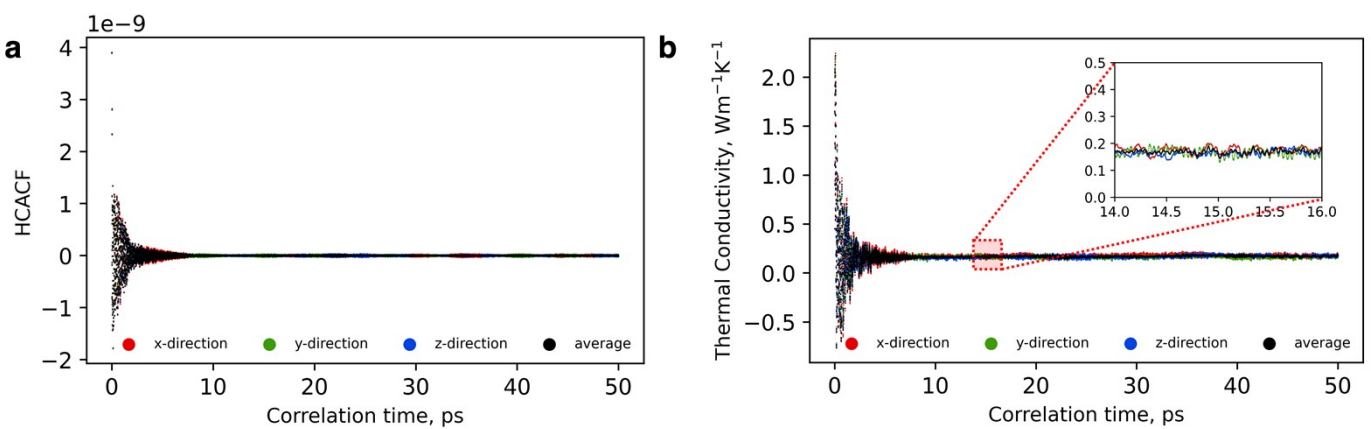 a
1e−9
4
3
2
1
0
−1
−2
HCACF
x-direction y-direction z-direction average
0 10 20 30 40 50
Correlation time, ps
b
Thermal Conductivity, Wm⁻¹K⁻¹
2.0
1.5
1.0
0.5
0.0
−0.5
0.5
0.4
0.3
0.2
0.1
0.0
14.0 14.5 15.0 15.5 16.0
x-direction y-direction z-direction average
0 10 20 30 40 50
Correlation time, ps